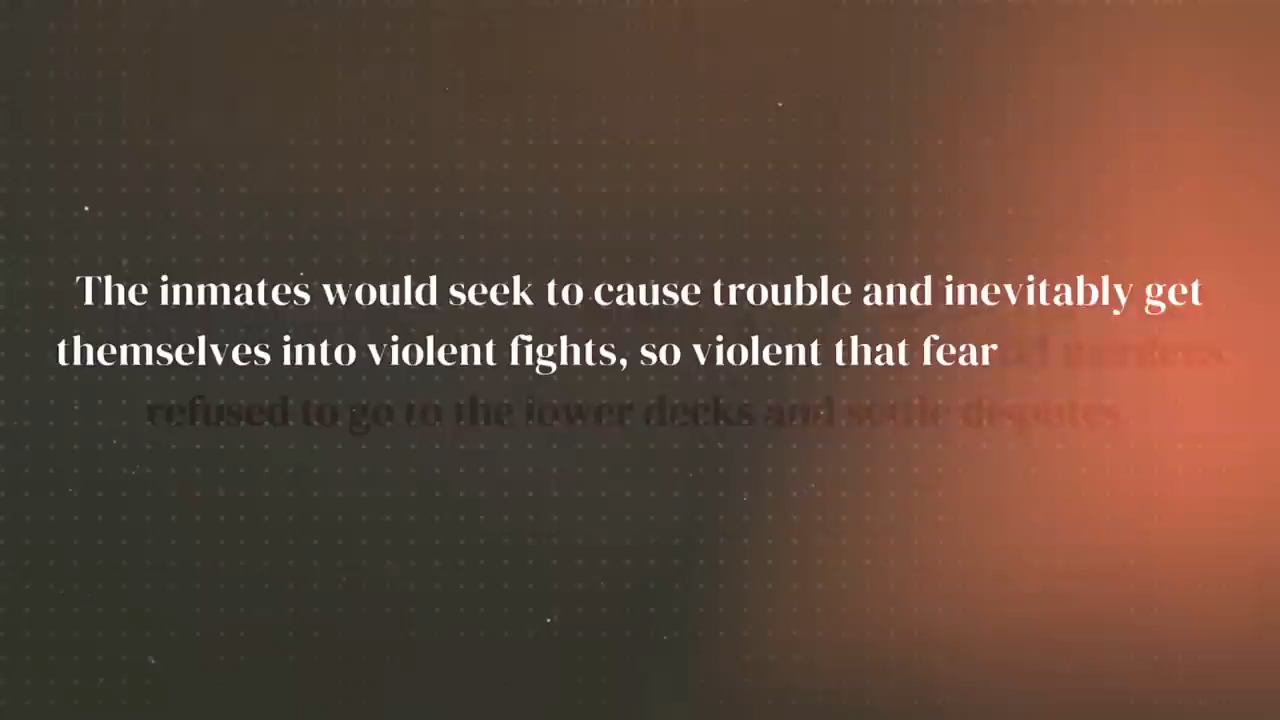 The inmates would seek to cause trouble and inevitably get
themselves into violent fights, so violent that fear
refused to go to the lower decks and settle disputes